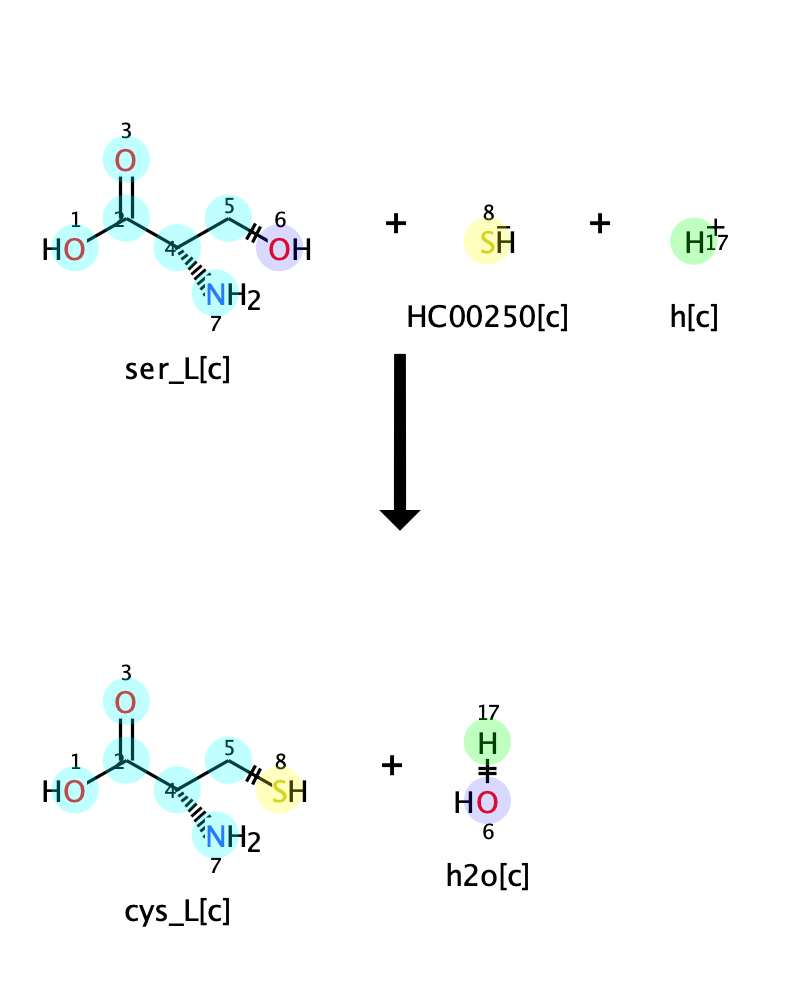 3
O
1 2 5 6
HO 4 OH
NH2
7
ser_L[c]
+
8
SH-
HC00250[c]
+
H+
17
h[c]
3
O
1 2 5 8
HO 4 SH
NH2
7
cys_L[c]
+
17
H
HO
6
h2o[c]